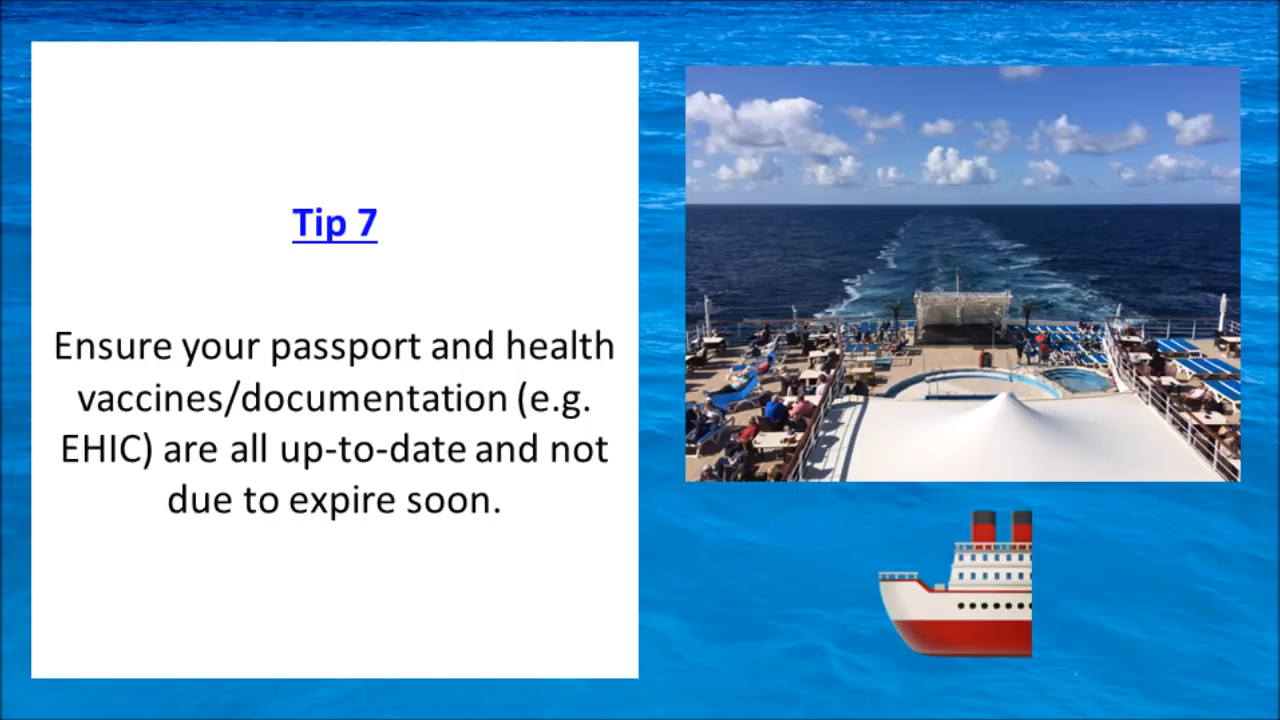 Tip 7
Ensure your passport and health
vaccines/documentation (e.g.
EHIC) are all up-to-date and not
due to expire soon.